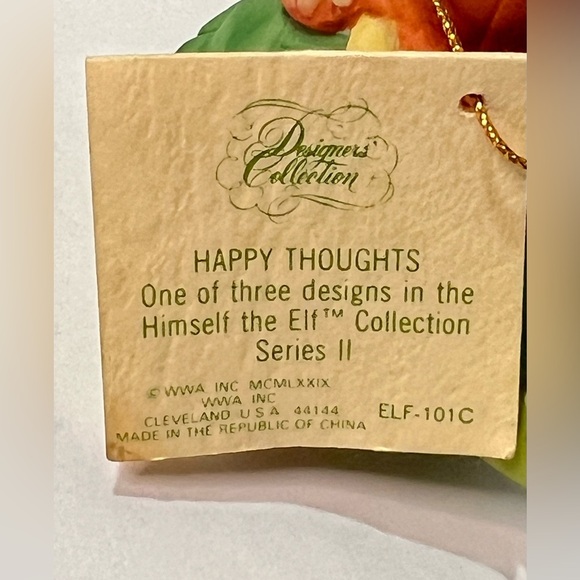 Designers'
Collection
HAPPY THOUGHTS
One of three designs in the
Himself the Elf™ Collection
Series II
© WWA INC MCMLXXIX
WWA INC
CLEVELAND U S A 44144
ELF-101C
MADE IN THE REPUBLIC OF CHINA